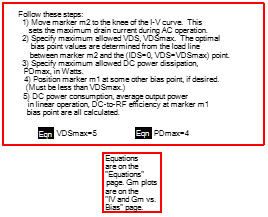 Follow these steps:
1) Move marker m2 to the knee of the I-V curve. This
sets the maximum drain current during AC operation.
2) Specify maximum allowed VDS, VDSmax. The optimal
bias point values are determined from the load line
between marker m2 and the (IDS=0, VDS=VDSmax) point.
3) Specify maximum allowed DC power dissipation,
PDmax, in Watts.
4) Position marker m1 at some other bias point, if desired.
(Must be less than VDSmax.)
5) DC power consumption, average output power
in linear operation, DC-to-RF efficiency at marker m1
bias point are all calculated.
Eqn VDSmax=5 Eqn PDmax=4
Equations
are on the
"Equations"
page. Gm plots
are on the
"IV and Gm vs.
Bias" page.